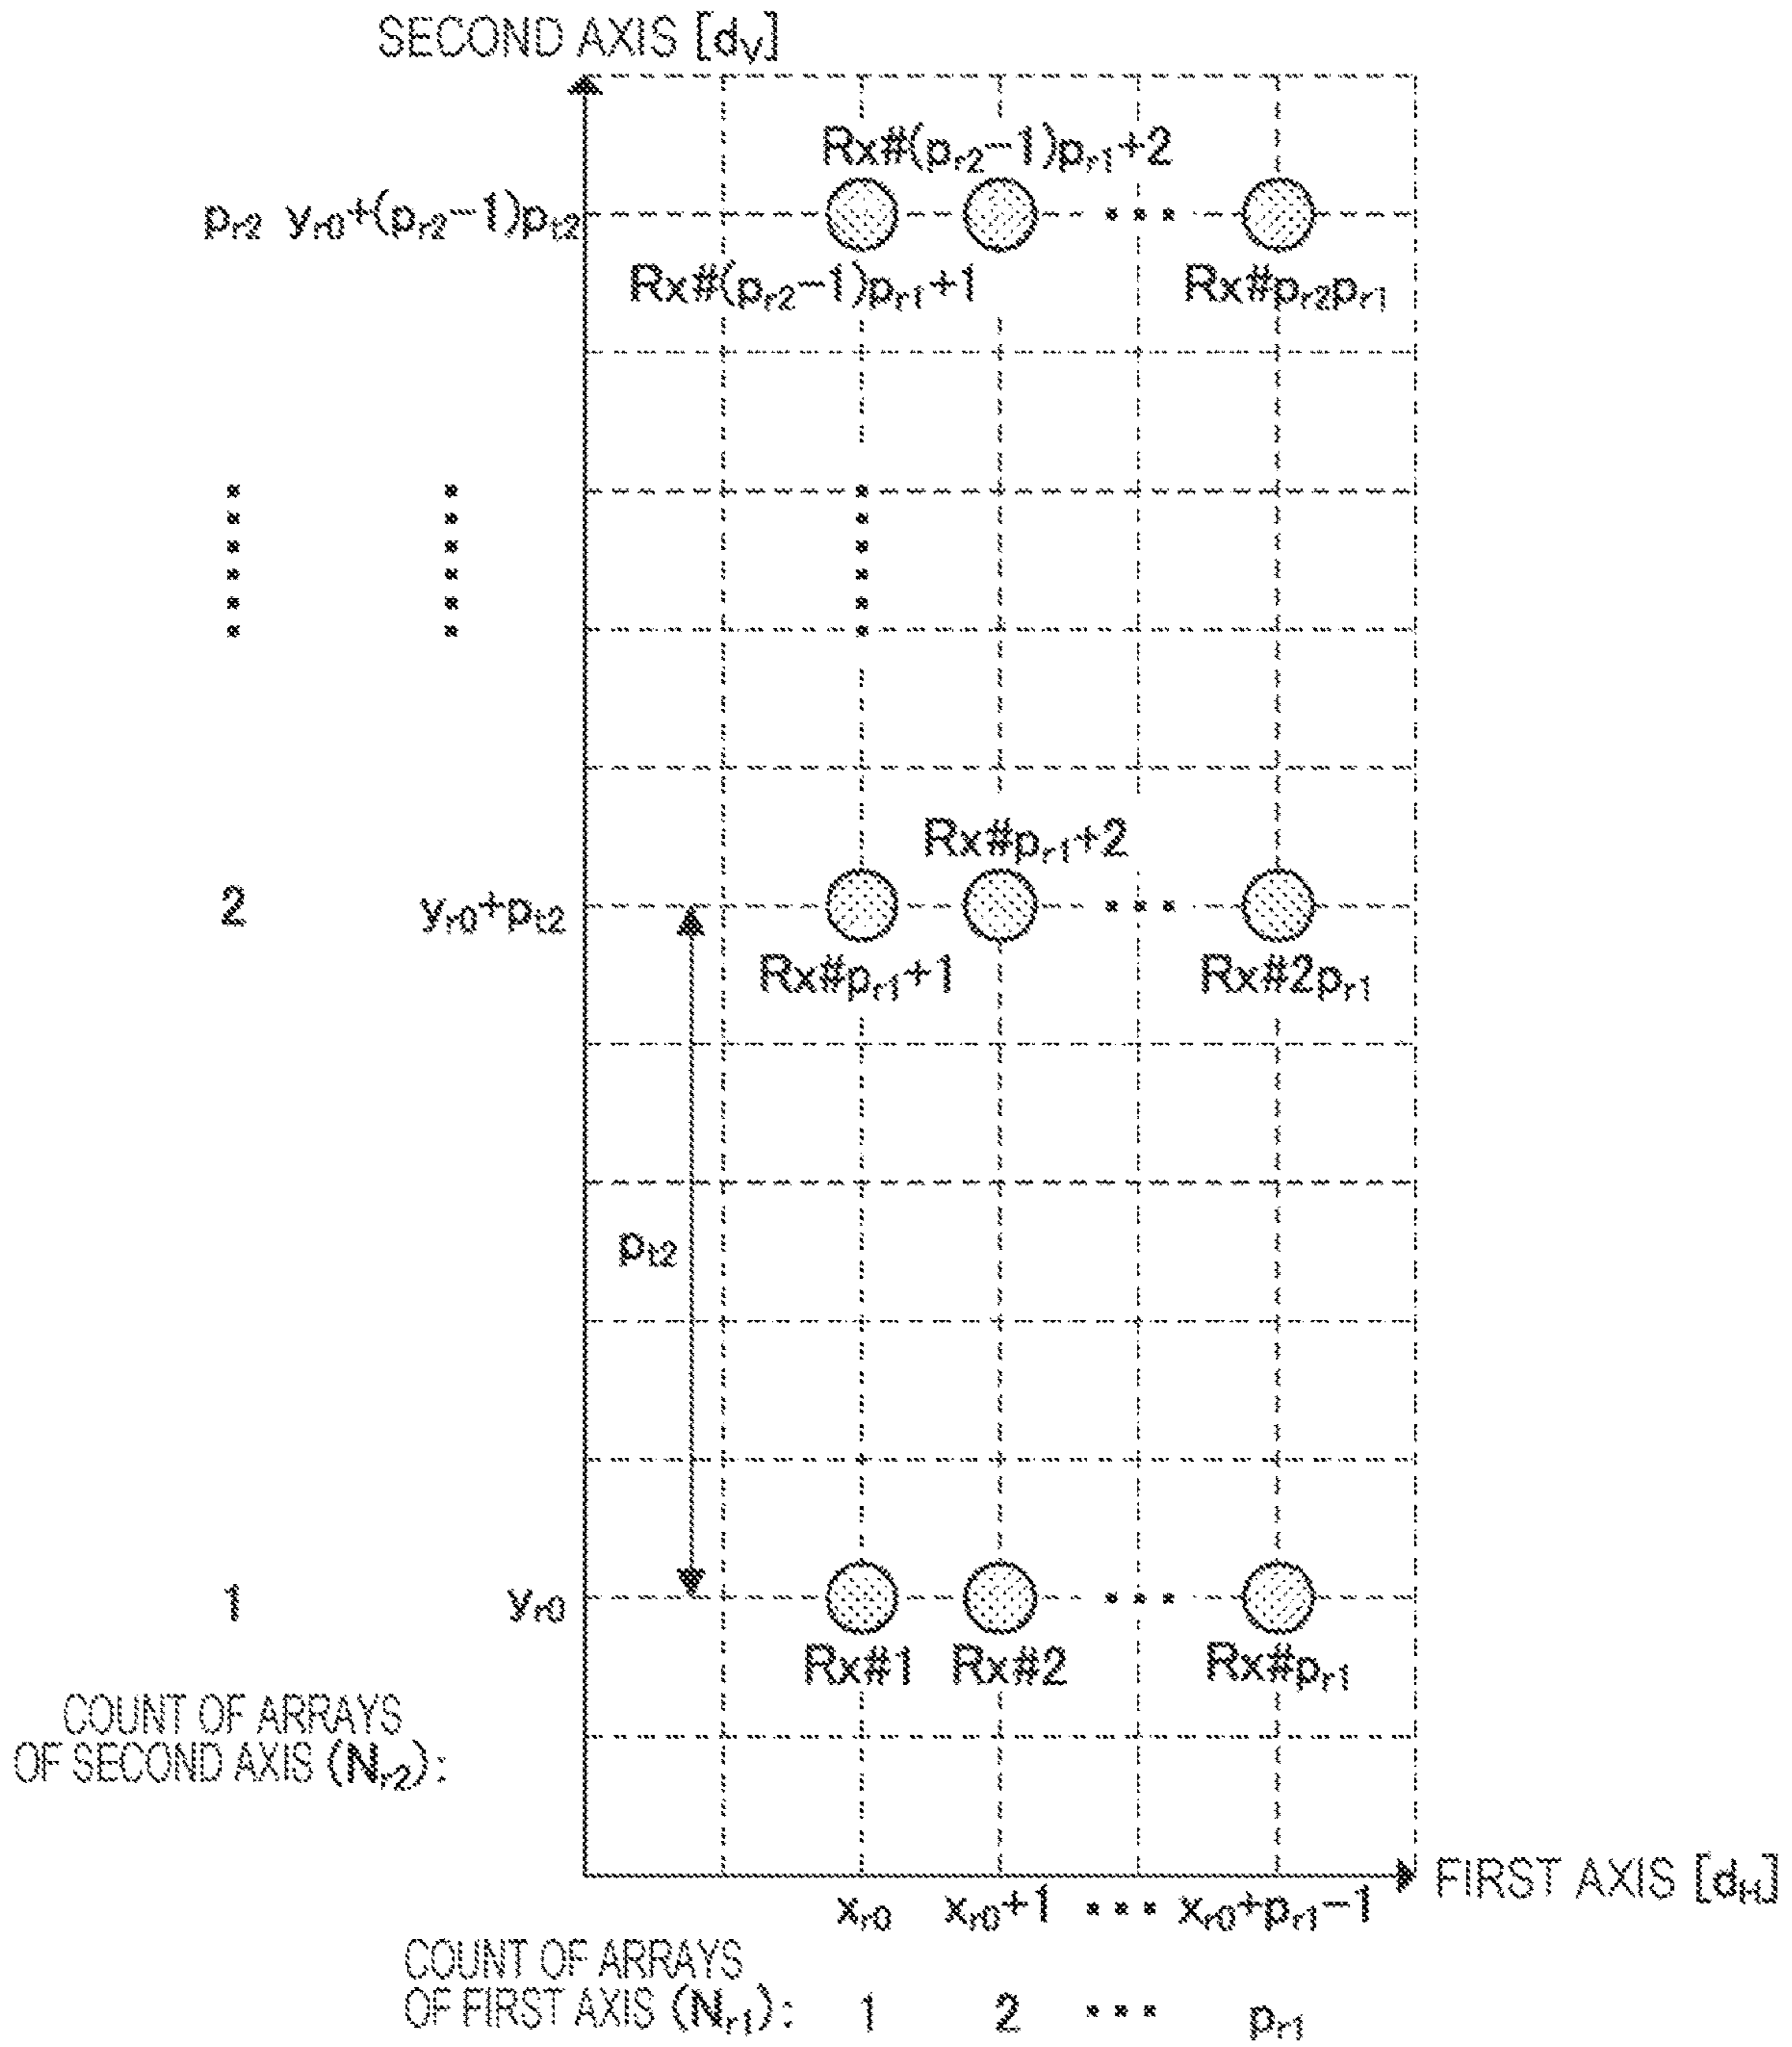 SECOND AXIS [dV]
Rx#(pr2−1)pr1+2
pr2 yr0+(pr2−1)pt2 •••
Rx#(pr2−1)pr1+1 Rx#pr2pr1
Rx#pr1+2
2 yr0+pt2 •••
Rx#pr1+1 Rx#2pr1
pt2
1 yr0 •••
Rx#1 Rx#2 Rx#pr1
COUNT OF ARRAYS
OF SECOND AXIS (Nr2):
FIRST AXIS [dH]
xr0 xr0+1 ••• xr0+pr1−1
COUNT OF ARRAYS
OF FIRST AXIS (Nr1): 1 2 ••• pr1